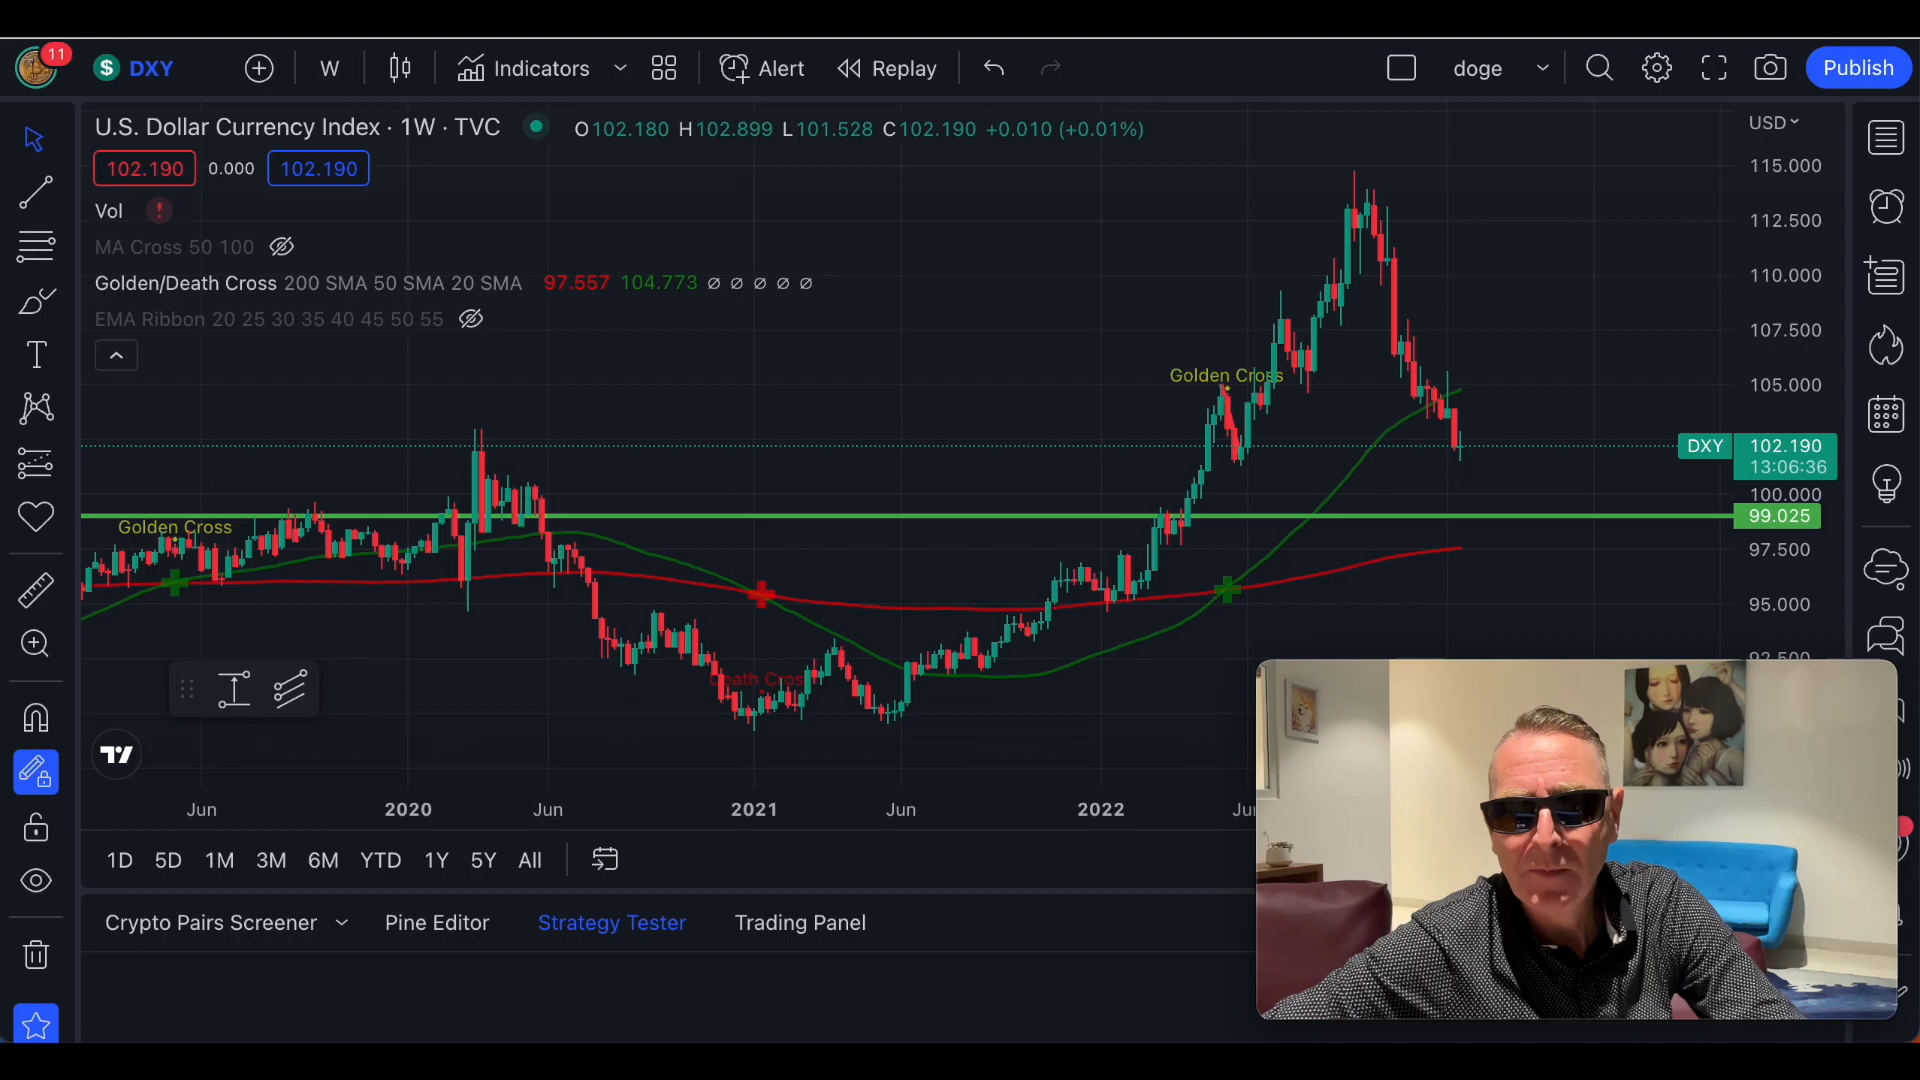 11
$ DXY
W
Indicators
Alert
Replay
doge
Publish
U.S. Dollar Currency Index · 1W · TVC
O102.180 H102.899 L101.528 C102.190 +0.010 (+0.01%)
USD
102.190 0.000 102.190
Vol !
MA Cross 50 100
Golden/Death Cross 200 SMA 50 SMA 20 SMA 97.557 104.773 ∅ ∅ ∅ ∅ ∅
EMA Ribbon 20 25 30 35 40 45 50 55
115.000
112.500
110.000
107.500
105.000
DXY 102.190
13:06:36
100.000
99.025
97.500
95.000
92.500
Golden Cross
Golden Cross
Death Cross
Jun 2020 Jun 2021 Jun 2022
1D 5D 1M 3M 6M YTD 1Y 5Y All
Crypto Pairs Screener Pine Editor Strategy Tester Trading Panel